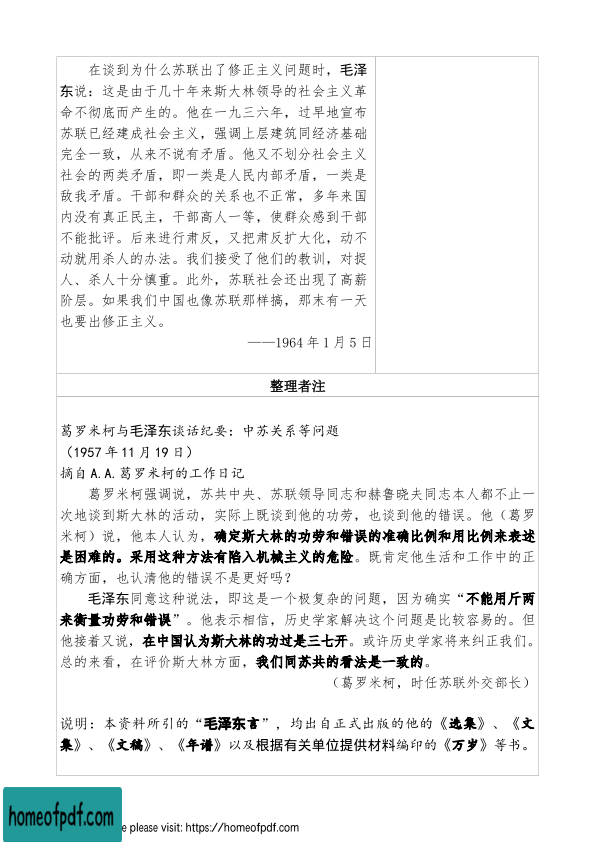 在谈到为什么苏联出了修正主义问题时，毛泽
东说：这是由于几十年来斯大林领导的社会主义革
命不彻底而产生的。他在一九三六年，过早地宣布
苏联已经建成社会主义，强调上层建筑同经济基础
完全一致，从来不说有矛盾。他又不划分社会主义
社会的两类矛盾，即一类是人民内部矛盾，一类是
敌我矛盾。干部和群众的关系也不正常，多年来国
内没有真正民主，干部高人一等，使群众感到干部
不能批评。后来进行肃反，又把肃反扩大化，动不
动就用杀人的办法。我们接受了他们的教训，对捉
人、杀人十分慎重。此外，苏联社会还出现了高薪
阶层。如果我们中国也像苏联那样搞，那末有一天
也要出修正主义。
——1964 年 1 月 5 日
整理者注
葛罗米柯与毛泽东谈话纪要：中苏关系等问题
（1957 年 11 月 19 日）
摘自 A.A.葛罗米柯的工作日记
葛罗米柯强调说，苏共中央、苏联领导同志和赫鲁晓夫同志本人都不止一
次地谈到斯大林的活动，实际上既谈到他的功劳，也谈到他的错误。他（葛罗
米柯）说，他本人认为，确定斯大林的功劳和错误的准确比例和用比例来表述
是困难的。采用这种方法有陷入机械主义的危险。既肯定他生活和工作中的正
确方面，也认清他的错误不是更好吗？
毛泽东同意这种说法，即这是一个极复杂的问题，因为确实“不能用斤两
来衡量功劳和错误”。他表示相信，历史学家解决这个问题是比较容易的。但
他接着又说，在中国认为斯大林的功过是三七开。或许历史学家将来纠正我们。
总的来看，在评价斯大林方面，我们同苏共的看法是一致的。
（葛罗米柯，时任苏联外交部长）
说明：本资料所引的“毛泽东言”，均出自正式出版的他的《选集》、《文
集》、《文稿》、《年谱》以及根据有关单位提供材料编印的《万岁》等书。
homeofpdf.com
e please visit: https://homeofpdf.com